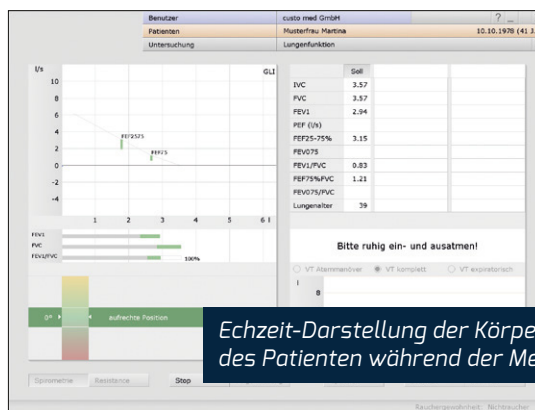 Benutzer custo med GmbH ? _
Patienten Musterfrau Martina 10.10.1978 (41 J.
Untersuchung Lungenfunktion
l/s GLI
10
8
6
4
2
0
-2
-4
FEF2575
FEF75
1 2 3 4 5 6 l
FEV1
FVC
FEV1/FVC 100%
0° aufrechte Position
Soll
IVC 3.57
FVC 3.57
FEV1 2.94
PEF (l/s)
FEF25-75% 3.15
FEV075
FEV1/FVC 0.83
FEF75%FVC 1.21
FEV075/FVC
Lungenalter 39
Bitte ruhig ein- und ausatmen!
VT Atemmanöver VT komplett VT exspiratorisch
l
8
Echzeit-Darstellung der Körpe
des Patienten während der Me
Spirometrie Resistance Stop
Rauchergewohnheit: Nichtraucher